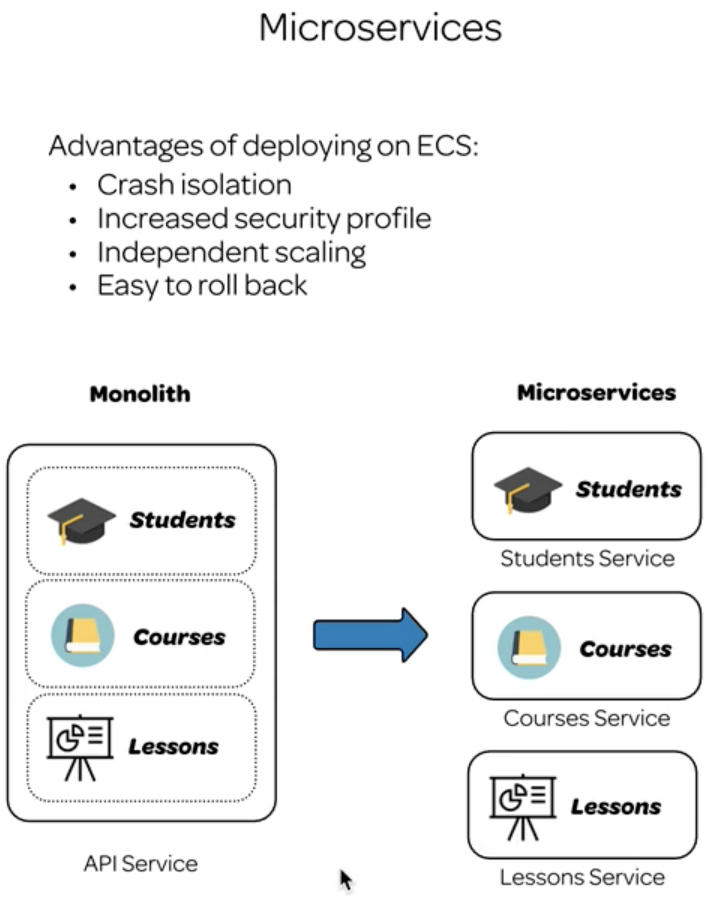 Microservices
Advantages of deploying on ECS:
• Crash isolation
• Increased security profile
• Independent scaling
• Easy to roll back
Monolith
Students
Courses
Lessons
API Service
Microservices
Students
Students Service
Courses
Courses Service
Lessons
Lessons Service